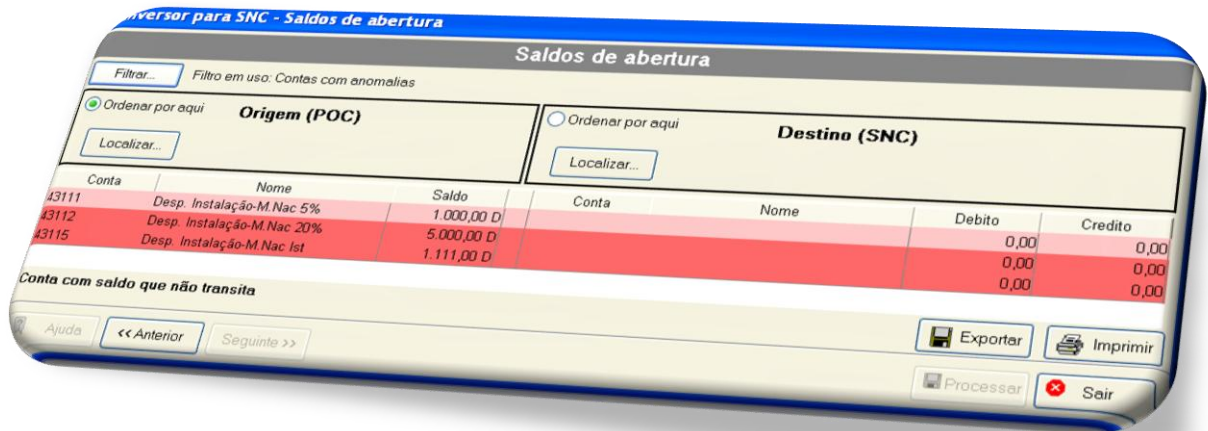 nversor para SNC - Saldos de abertura
Saldos de abertura
Filtrar... Filtro em uso: Contas com anomalias
Ordenar por aqui Origem (POC) Ordenar por aqui Destino (SNC)
Localizar... Localizar...
Conta Nome Saldo Conta Nome Debito Credito
43111 Desp. Instalação-M.Nac 5% 1.000,00 D 0,00 0,00
43112 Desp. Instalação-M.Nac 20% 5.000,00 D 0,00 0,00
43115 Desp. Instalação-M.Nac Ist 1.111,00 D 0,00 0,00
Conta com saldo que não transita
Ajuda << Anterior Seguinte >> Exportar Imprimir
Processar Sair